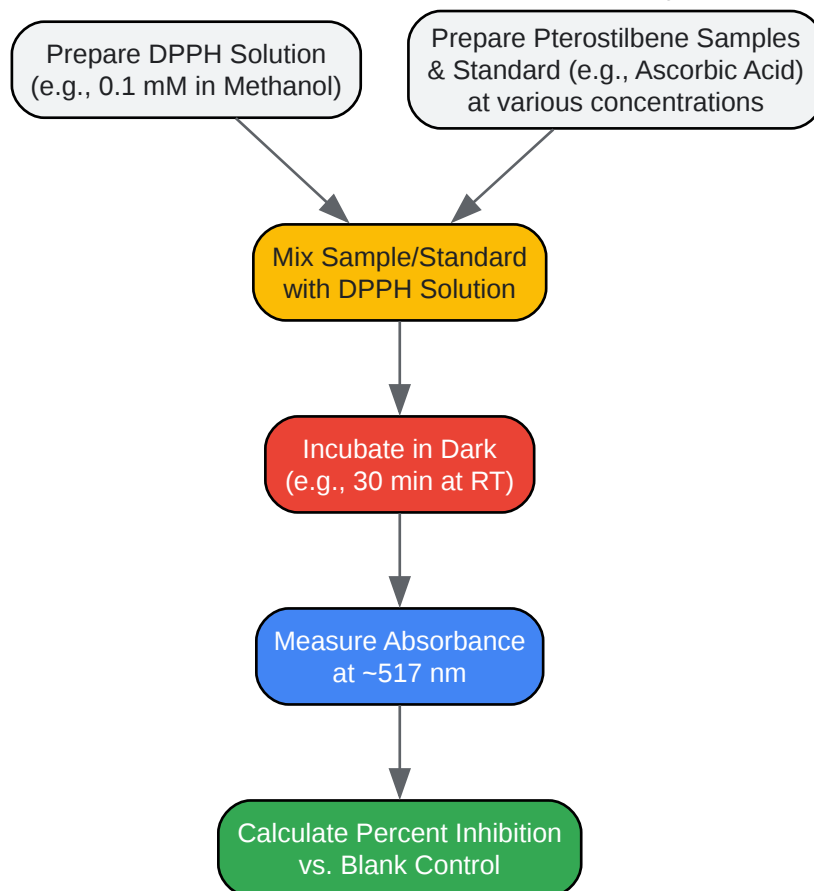 Prepare DPPH Solution
(e.g., 0.1 mM in Methanol)
Prepare Pterostilbene Samples
& Standard (e.g., Ascorbic Acid)
at various concentrations
Mix Sample/Standard
with DPPH Solution
Incubate in Dark
(e.g., 30 min at RT)
Measure Absorbance
at ~517 nm
Calculate Percent Inhibition
vs. Blank Control